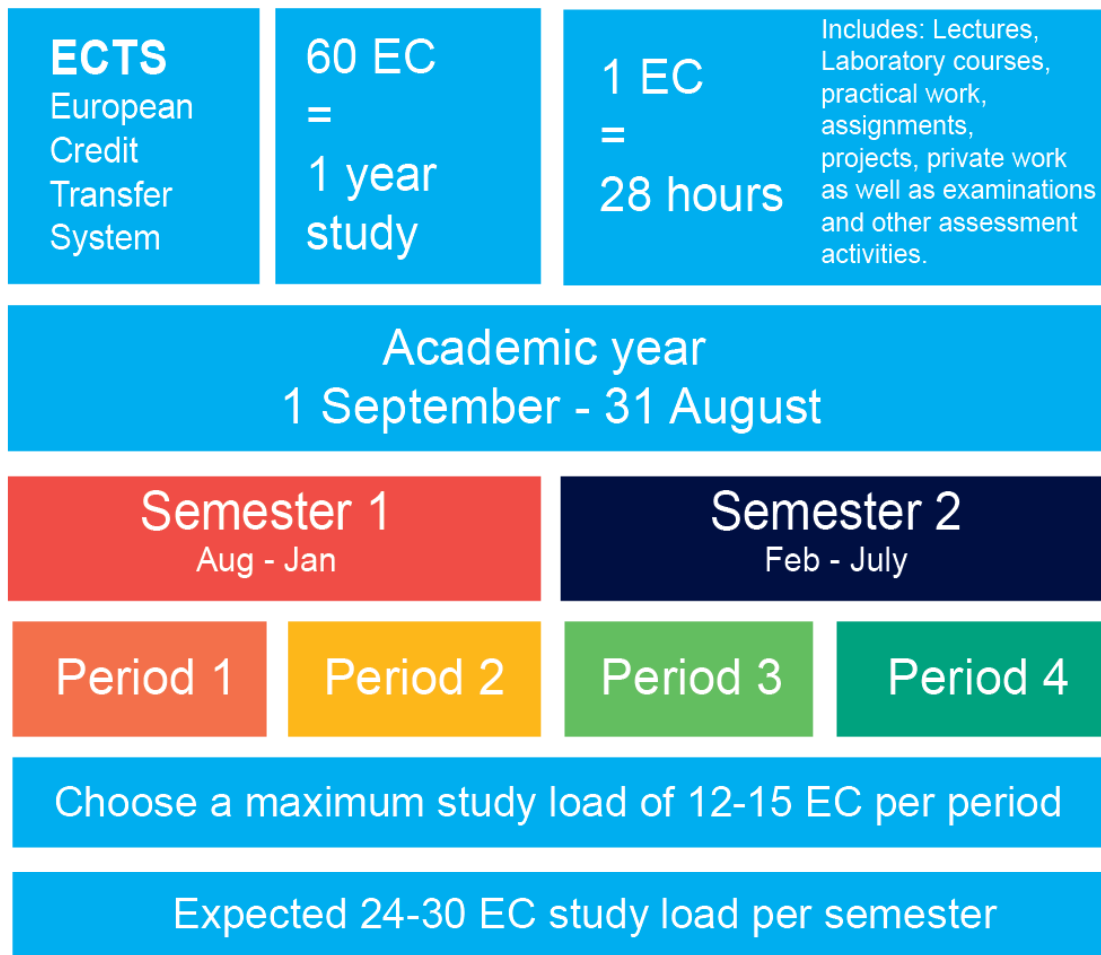 ECTS
European
Credit
Transfer
System
60 EC
=
1 year
study
1 EC
=
28 hours
Includes: Lectures,
Laboratory courses,
practical work,
assignments,
projects, private work
as well as examinations
and other assessment
activities.
Academic year
1 September - 31 August
Semester 1
Aug - Jan
Semester 2
Feb - July
Period 1
Period 2
Period 3
Period 4
Choose a maximum study load of 12-15 EC per period
Expected 24-30 EC study load per semester